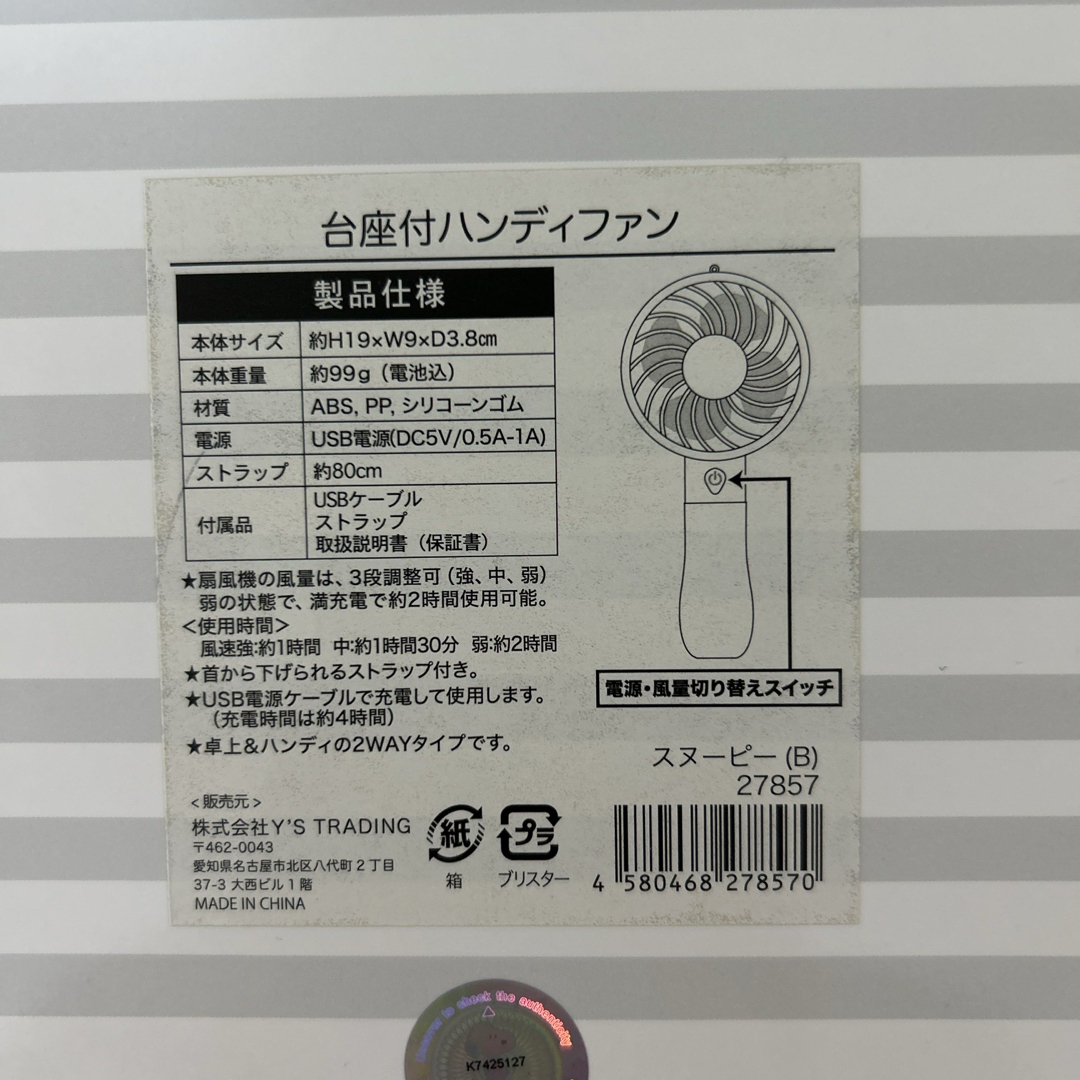 台座付ハンディファン
製品仕様
本体サイズ 約H19×W9×D3.8㎝
本体重量 約99g（電池込）
材質 ABS, PP, シリコーンゴム
電源 USB電源(DC5V/0.5A-1A)
ストラップ 約80cm
付属品 USBケーブル
ストラップ
取扱説明書（保証書）
★扇風機の風量は、3段調整可（強、中、弱）
弱の状態で、満充電で約2時間使用可能。
＜使用時間＞
風速強:約1時間 中:約1時間30分 弱:約2時間
★首から下げられるストラップ付き。
★USB電源ケーブルで充電して使用します。
（充電時間は約4時間）
★卓上&ハンディの2WAYタイプです。
電源・風量切り替えスイッチ
スヌーピー (B)
27857
＜販売元＞
株式会社Y'S TRADING
〒462-0043
愛知県名古屋市北区八代町２丁目
37-3 大西ビル１階
MADE IN CHINA
紙
箱
プラ
ブリスター
4 580468 278570
to check the authenticity
K7425127